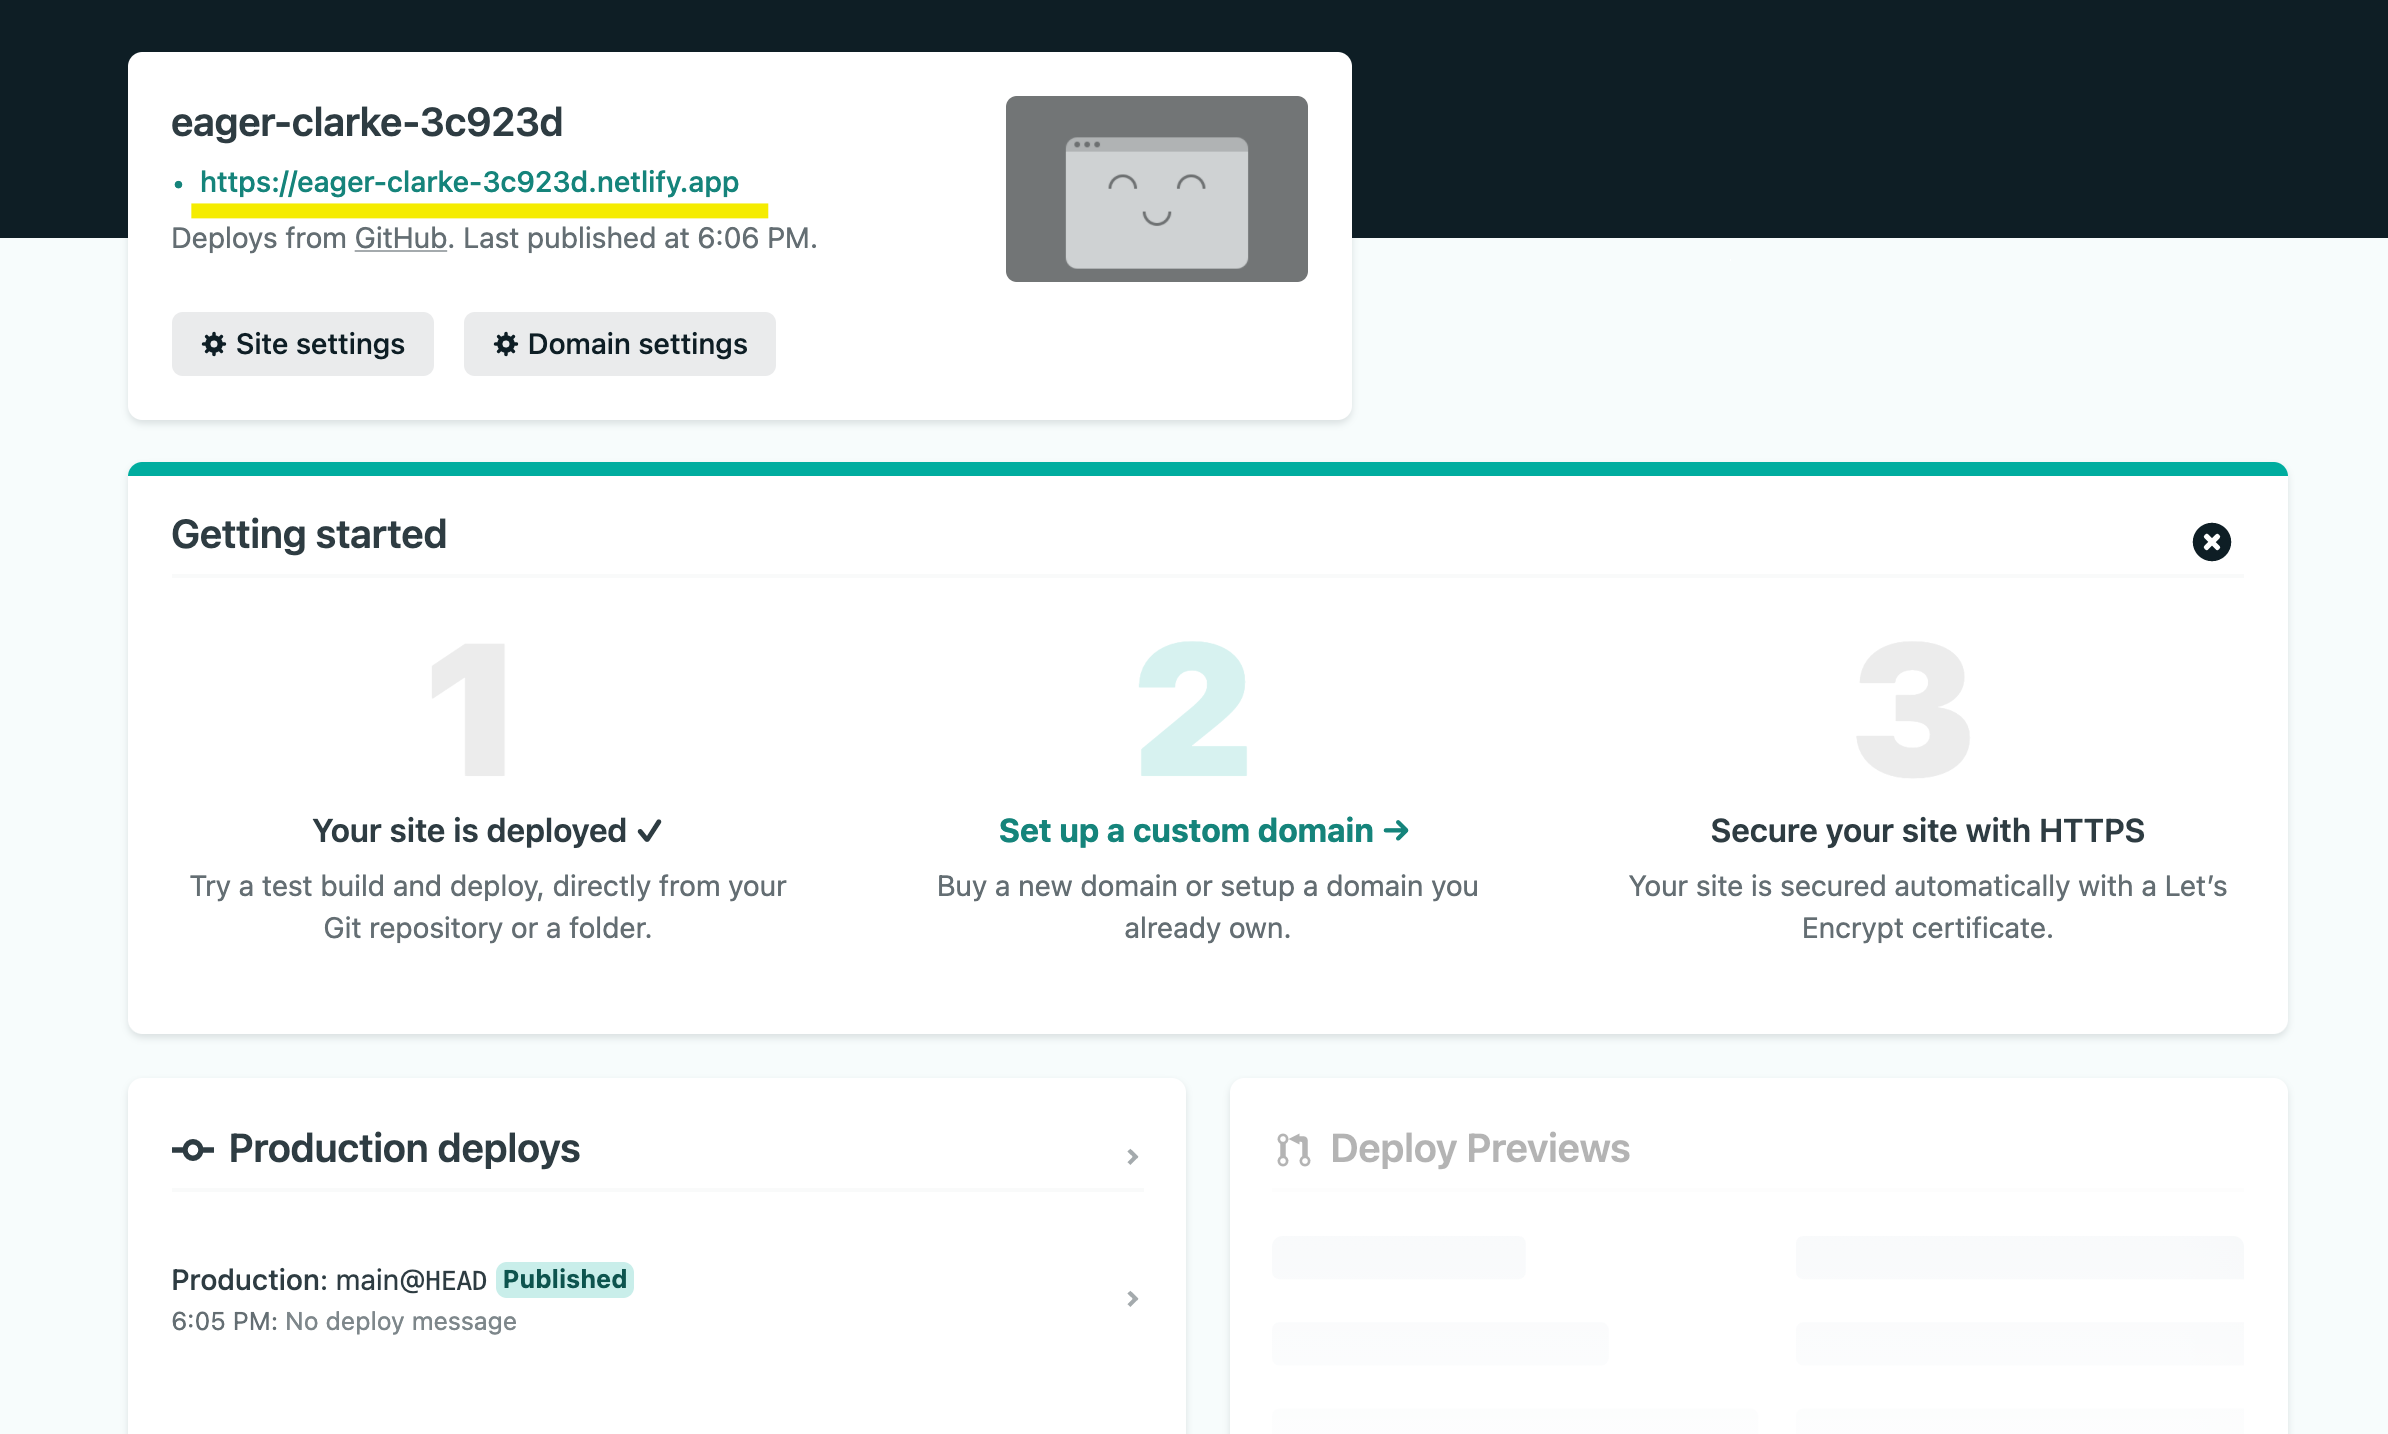 eager-clarke-3c923d
• https://eager-clarke-3c923d.netlify.app
Deploys from GitHub. Last published at 6:06 PM.
Site settings
Domain settings
Getting started
1
Your site is deployed ✓
Try a test build and deploy, directly from your
Git repository or a folder.
2
Set up a custom domain →
Buy a new domain or setup a domain you
already own.
3
Secure your site with HTTPS
Your site is secured automatically with a Let’s
Encrypt certificate.
Production deploys
Production: main@HEAD Published
6:05 PM: No deploy message
Deploy Previews